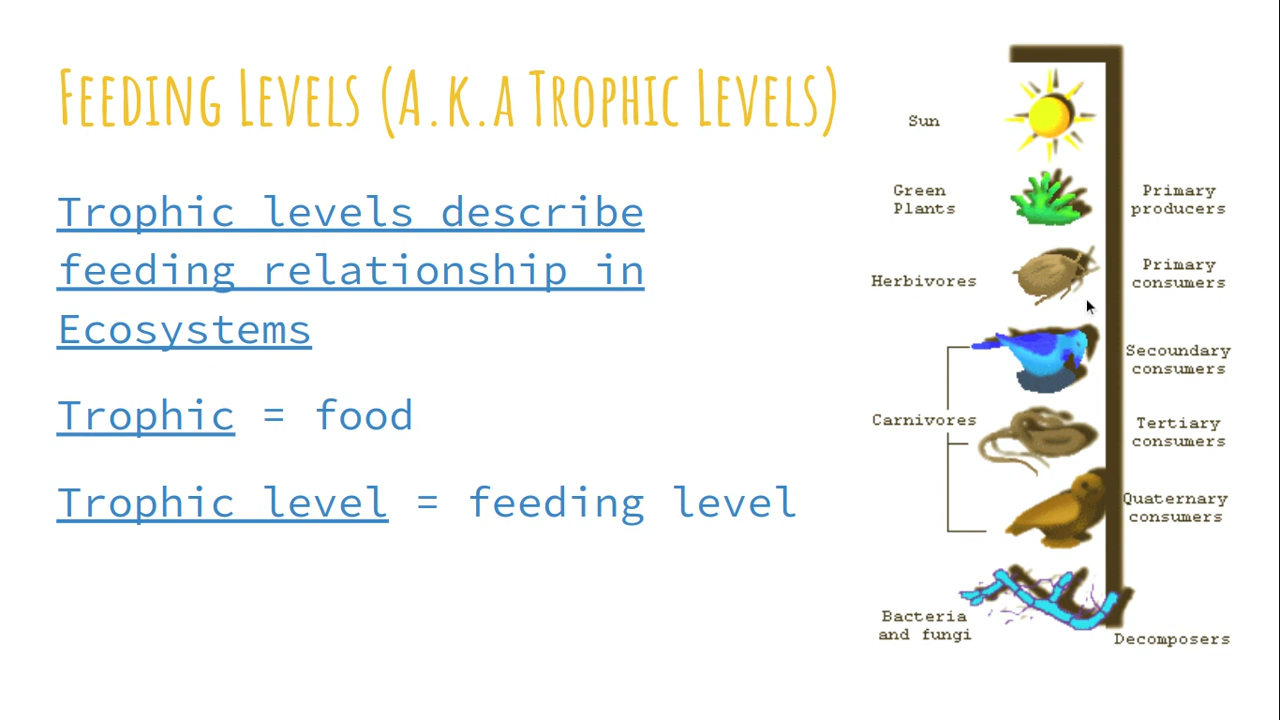 Feeding Levels (A.k.a Trophic Levels)
Trophic levels describe
feeding relationship in
Ecosystems
Trophic = food
Trophic level = feeding level
Sun
Green
Plants
Primary
producers
Herbivores
Primary
consumers
Secoundary
consumers
Carnivores
Tertiary
consumers
Quaternary
consumers
Bacteria
and fungi
Decomposers